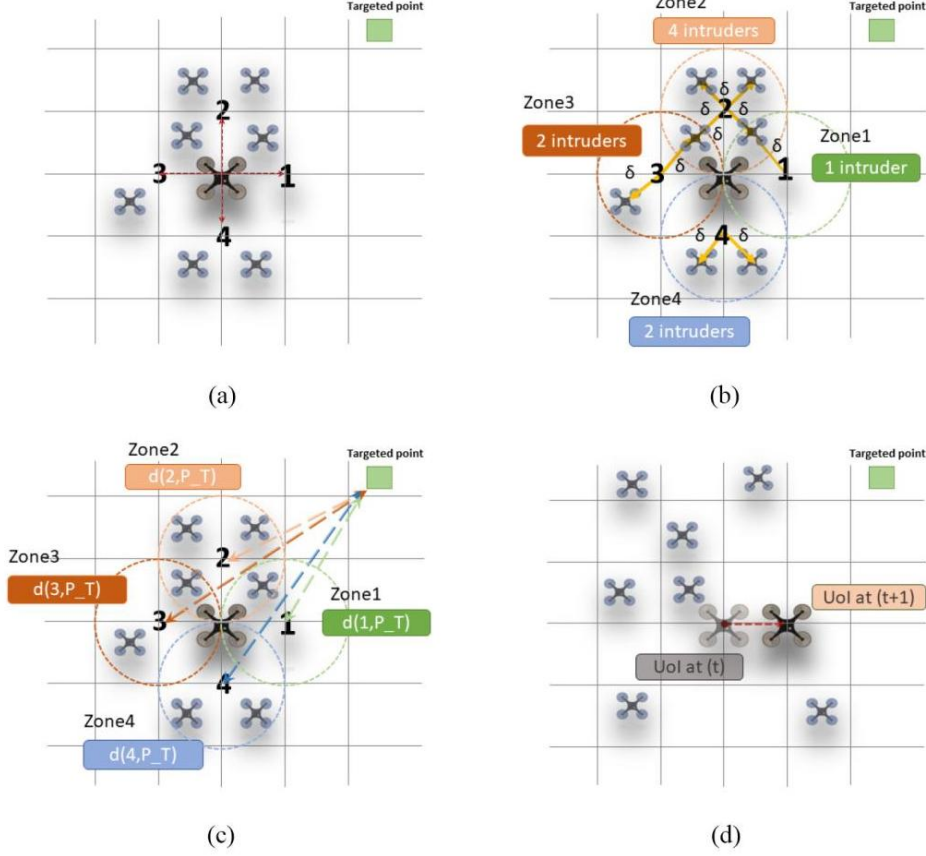 Targeted point
2
3
1
4
(a)
Zone2
4 intruders
Targeted point
Zone3
2 intruders
Zone1
1 intruder
δ
δ
2
δ
δ
δ
δ
δ
3
δ
1
δ
4
δ
Zone4
2 intruders
(b)
Zone2
d(2,P_T)
Targeted point
Zone3
d(3,P_T)
2
Zone1
d(1,P_T)
3
1
4
Zone4
d(4,P_T)
(c)
Targeted point
UoI at (t+1)
UoI at (t)
(d)